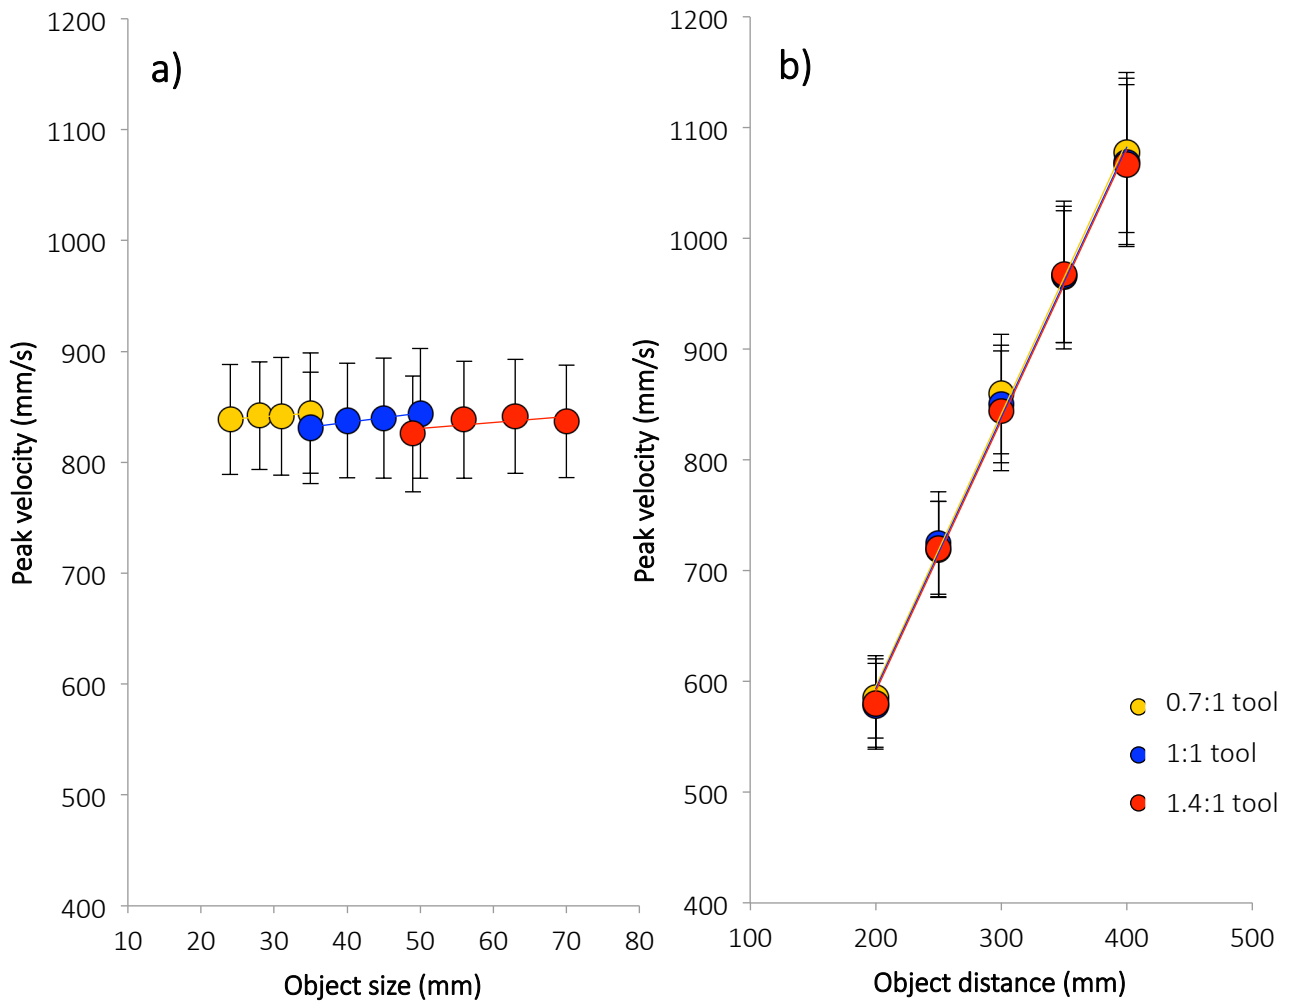 a)
1200
1100
1000
900
800
700
600
500
400
10 20 30 40 50 60 70 80
Peak velocity (mm/s)
Object size (mm)
b)
1200
1100
1000
900
800
700
600
500
400
100 200 300 400 500
Peak velocity (mm/s)
Object distance (mm)
0.7:1 tool
1:1 tool
1.4:1 tool